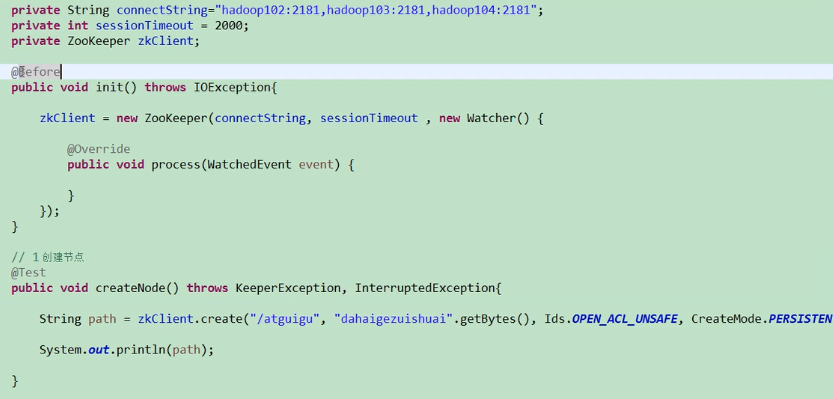 private String connectString="hadoop102:2181,hadoop103:2181,hadoop104:2181";
private int sessionTimeout = 2000;
private ZooKeeper zkClient;
@Before
public void init() throws IOException{
zkClient = new ZooKeeper(connectString, sessionTimeout , new Watcher() {
@Override
public void process(WatchedEvent event) {
}
});
}
// 1 创建节点
@Test
public void createNode() throws KeeperException, InterruptedException{
String path = zkClient.create("/atguigu", "dahaigezuishuai".getBytes(), Ids.OPEN_ACL_UNSAFE, CreateMode.PERSISTEN
System.out.println(path);
}